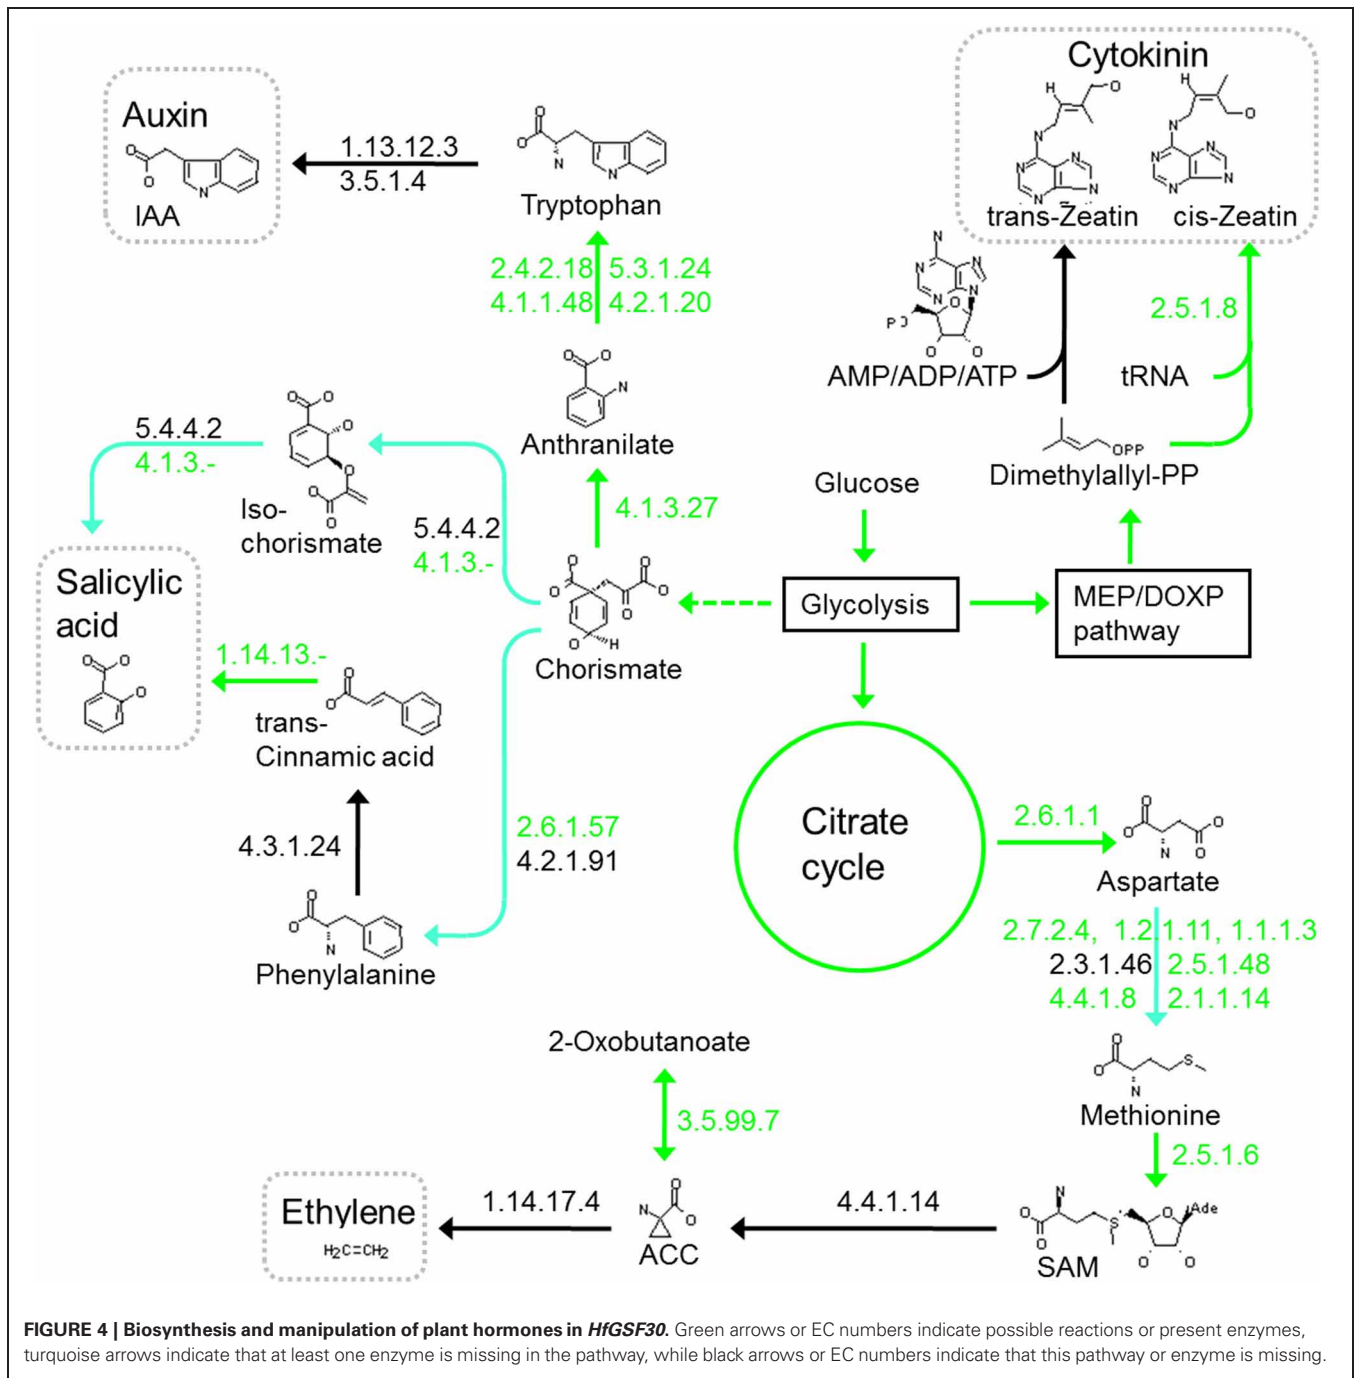 Cytokinin
trans-Zeatin
cis-Zeatin
Auxin
IAA
1.13.12.3
3.5.1.4
Tryptophan
2.4.2.18 5.3.1.24
4.1.1.48 4.2.1.20
2.5.1.8
AMP/ADP/ATP
tRNA
Anthranilate
Dimethylallyl-PP
OPP
5.4.4.2
4.1.3.-
Iso-
chorismate
5.4.4.2
4.1.3.-
4.1.3.27
Glucose
Glycolysis
MEP/DOXP
pathway
Salicylic
acid
Chorismate
1.14.13.-
trans-
Cinnamic acid
4.3.1.24
2.6.1.57
4.2.1.91
Phenylalanine
Citrate
cycle
2.6.1.1
Aspartate
2.7.2.4, 1.2.1.11, 1.1.1.3
2.3.1.46 2.5.1.48
4.4.1.8 2.1.1.14
Methionine
2.5.1.6
2-Oxobutanoate
3.5.99.7
Ethylene
H₂C=CH₂
1.14.17.4
ACC
4.4.1.14
SAM
Ade
FIGURE 4 | Biosynthesis and manipulation of plant hormones in HfGSF30. Green arrows or EC numbers indicate possible reactions or present enzymes,
turquoise arrows indicate that at least one enzyme is missing in the pathway, while black arrows or EC numbers indicate that this pathway or enzyme is missing.